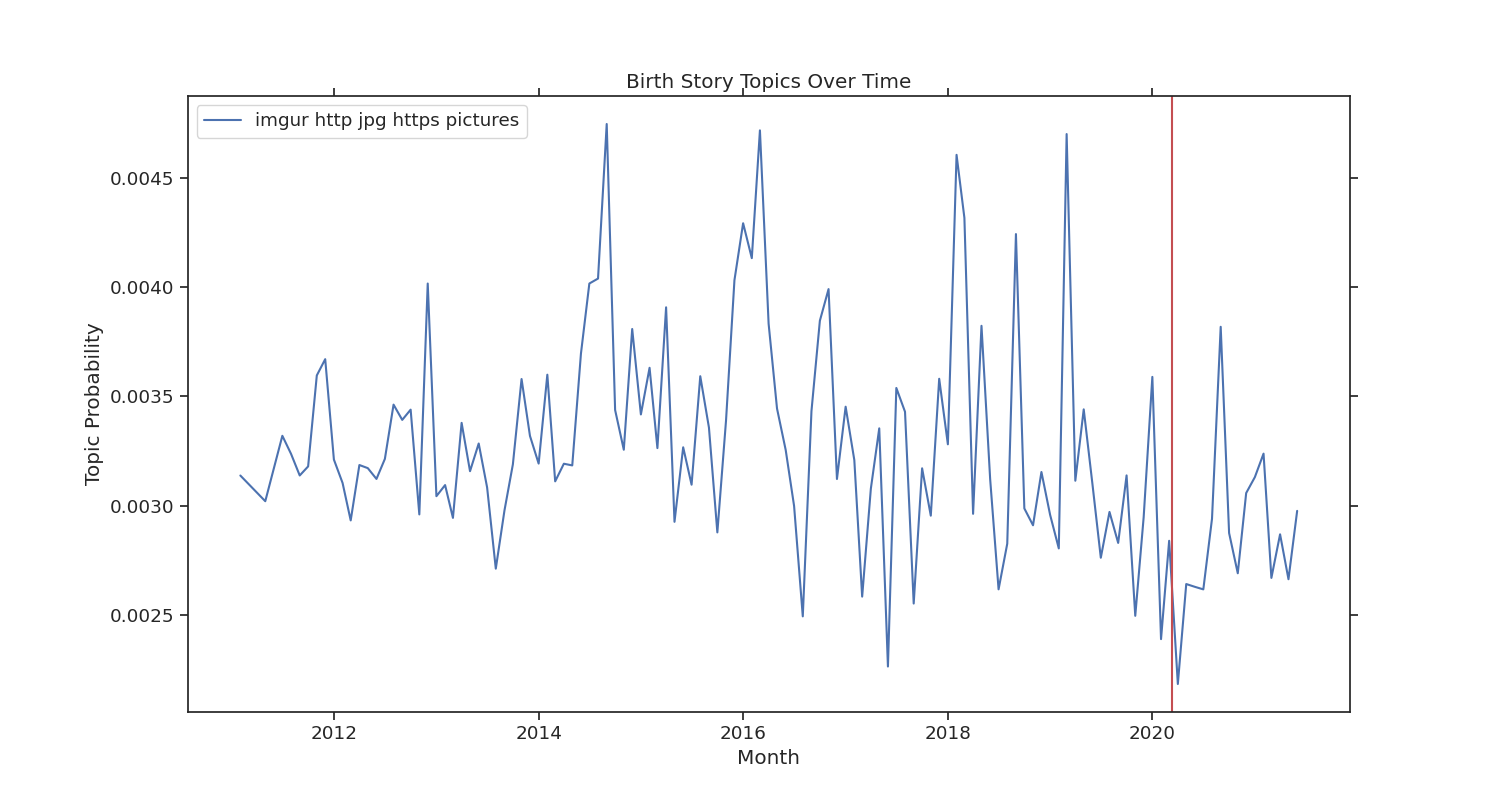 Birth Story Topics Over Time
imgur http jpg https pictures
Topic Probability
0.0045
0.0040
0.0035
0.0030
0.0025
2012 2014 2016 2018 2020
Month